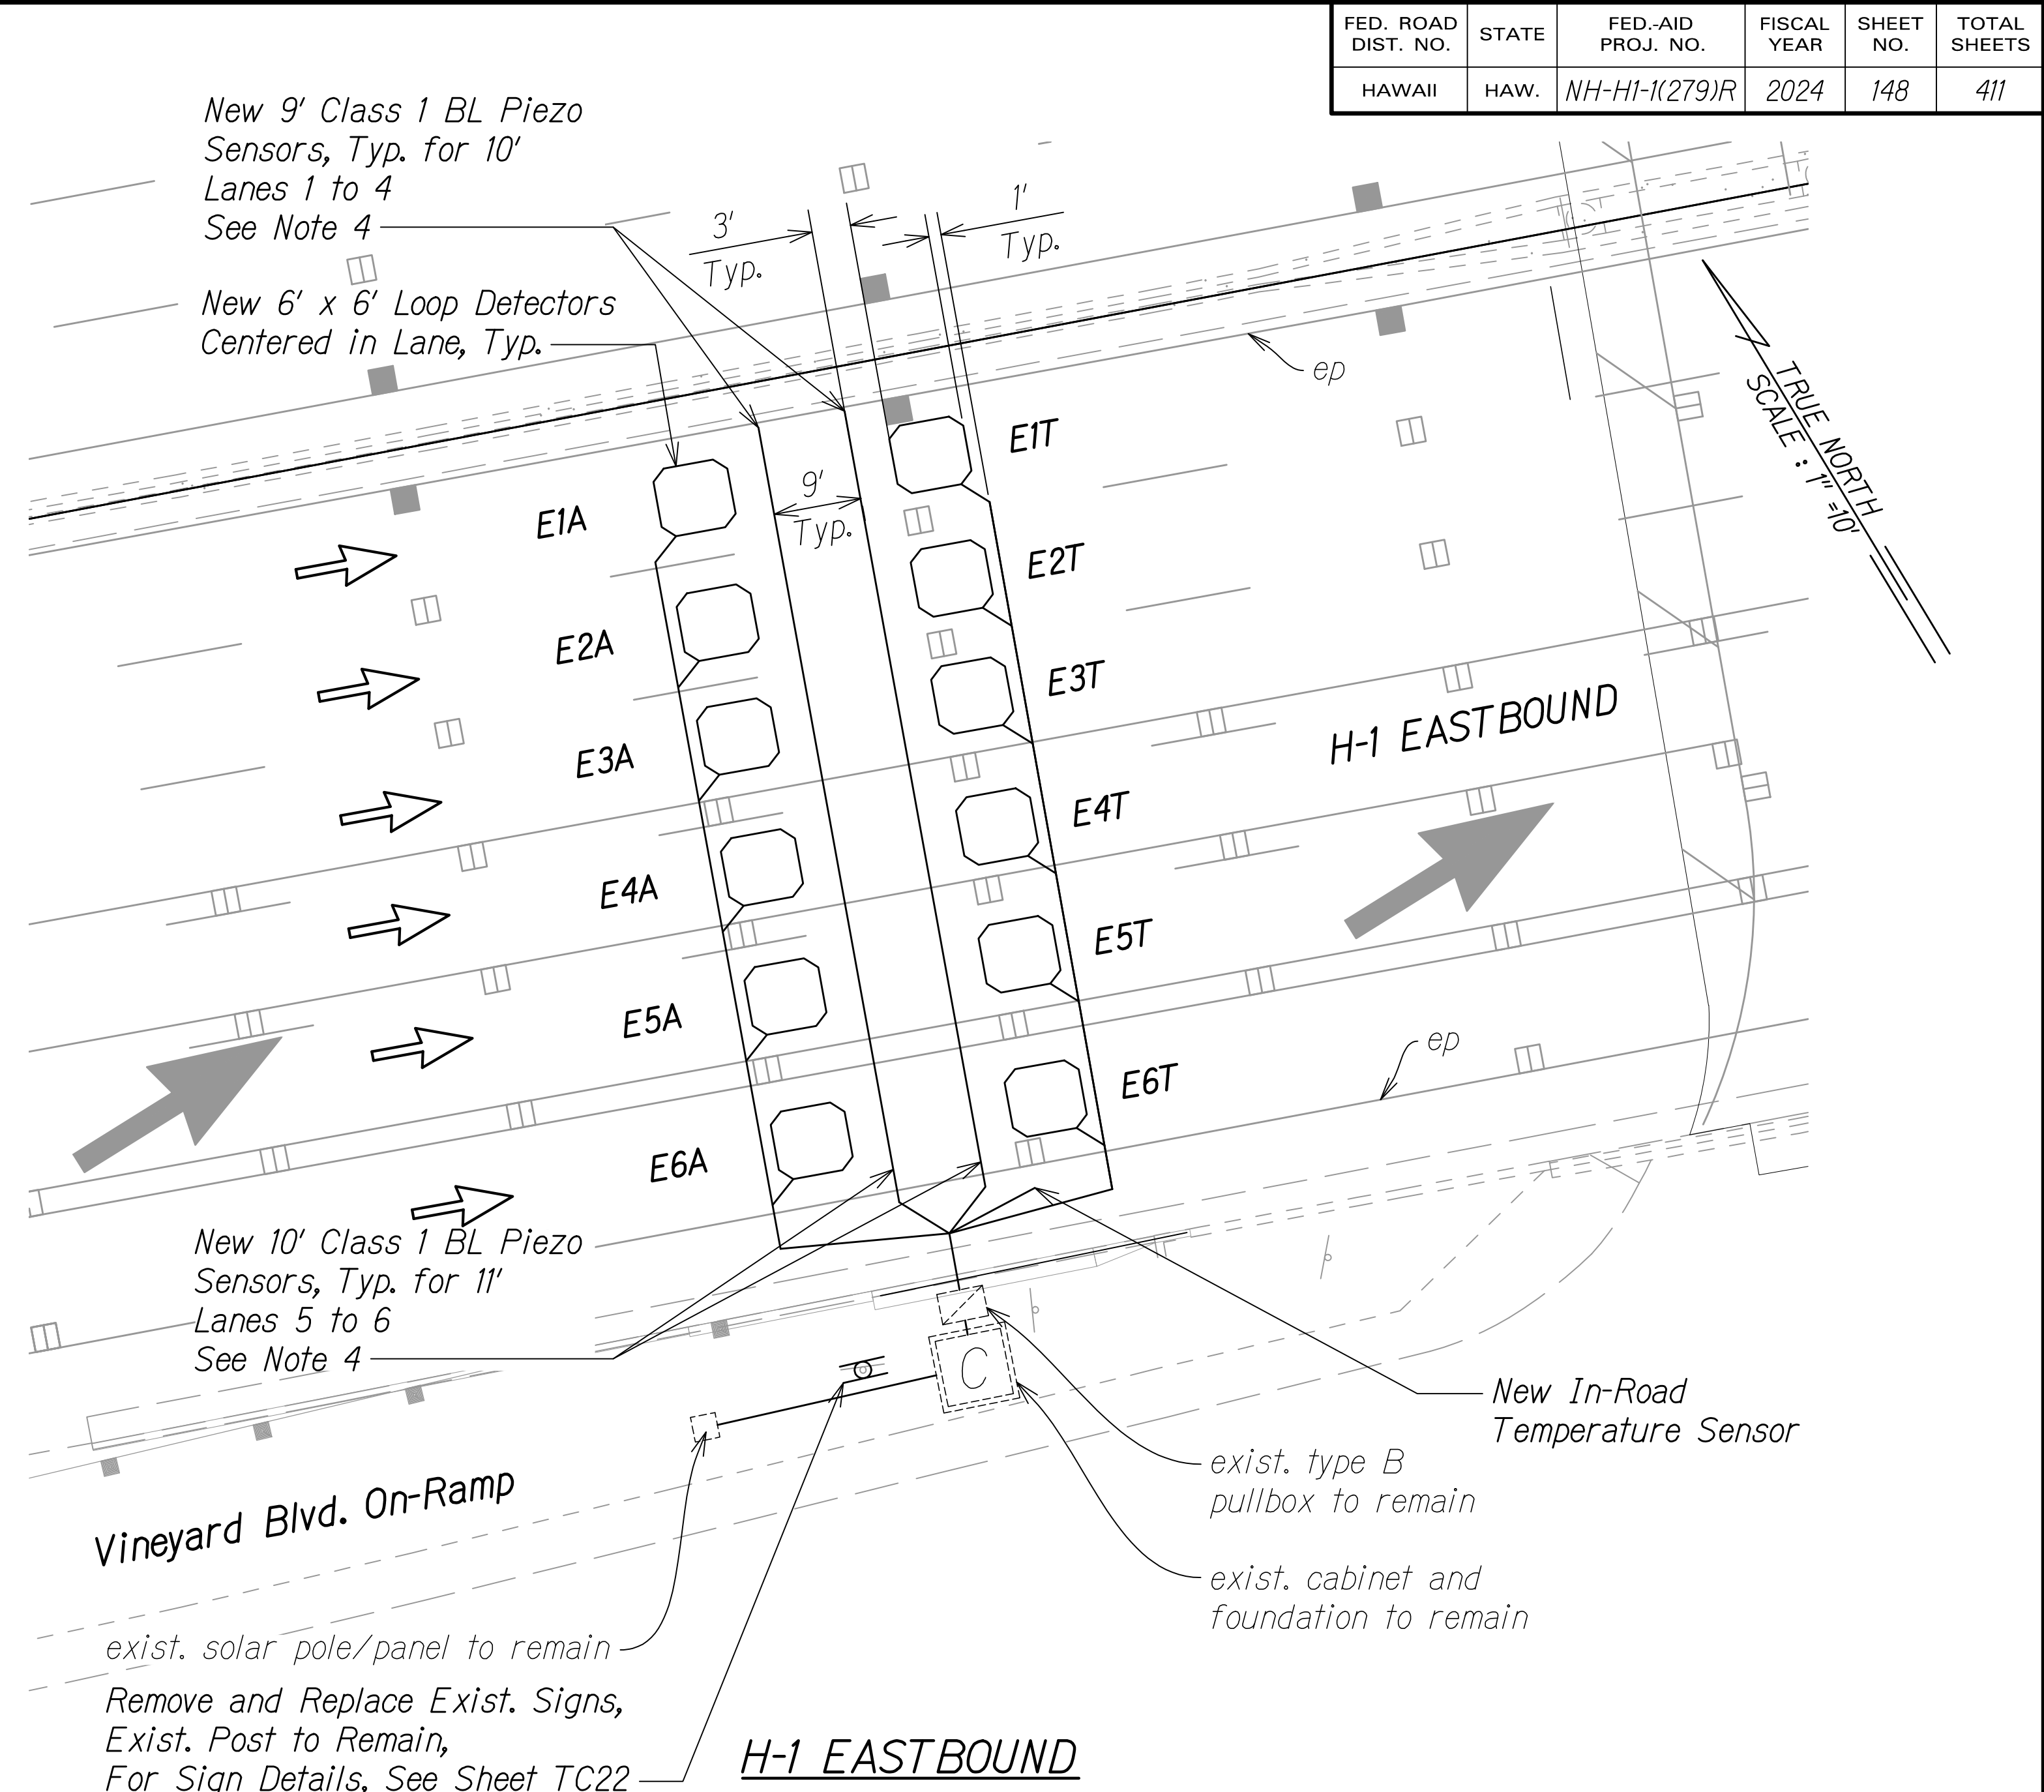 FED. ROAD DIST. NO. STATE FED.-AID PROJ. NO. FISCAL YEAR SHEET NO. TOTAL SHEETS
HAWAII HAW. NH-H1-1(279)R 2024 148 411
New 9' Class 1 BL Piezo
Sensors, Typ. for 10'
Lanes 1 to 4
See Note 4
3'
Typ.
1'
Typ.
New 6' x 6' Loop Detectors
Centered in Lane, Typ.
ep
TRUE NORTH
SCALE : 1" =10'
9'
Typ.
E1A
E1T
E2A
E2T
E3A
E3T
E4A
E4T
E5A
E5T
E6A
E6T
H-1 EASTBOUND
ep
New 10' Class 1 BL Piezo
Sensors, Typ. for 11'
Lanes 5 to 6
See Note 4
C
New In-Road
Temperature Sensor
exist. type B
pullbox to remain
Vineyard Blvd. On-Ramp
exist. cabinet and
foundation to remain
exist. solar pole/panel to remain
Remove and Replace Exist. Signs,
Exist. Post to Remain,
For Sign Details, See Sheet TC22
H-1 EASTBOUND